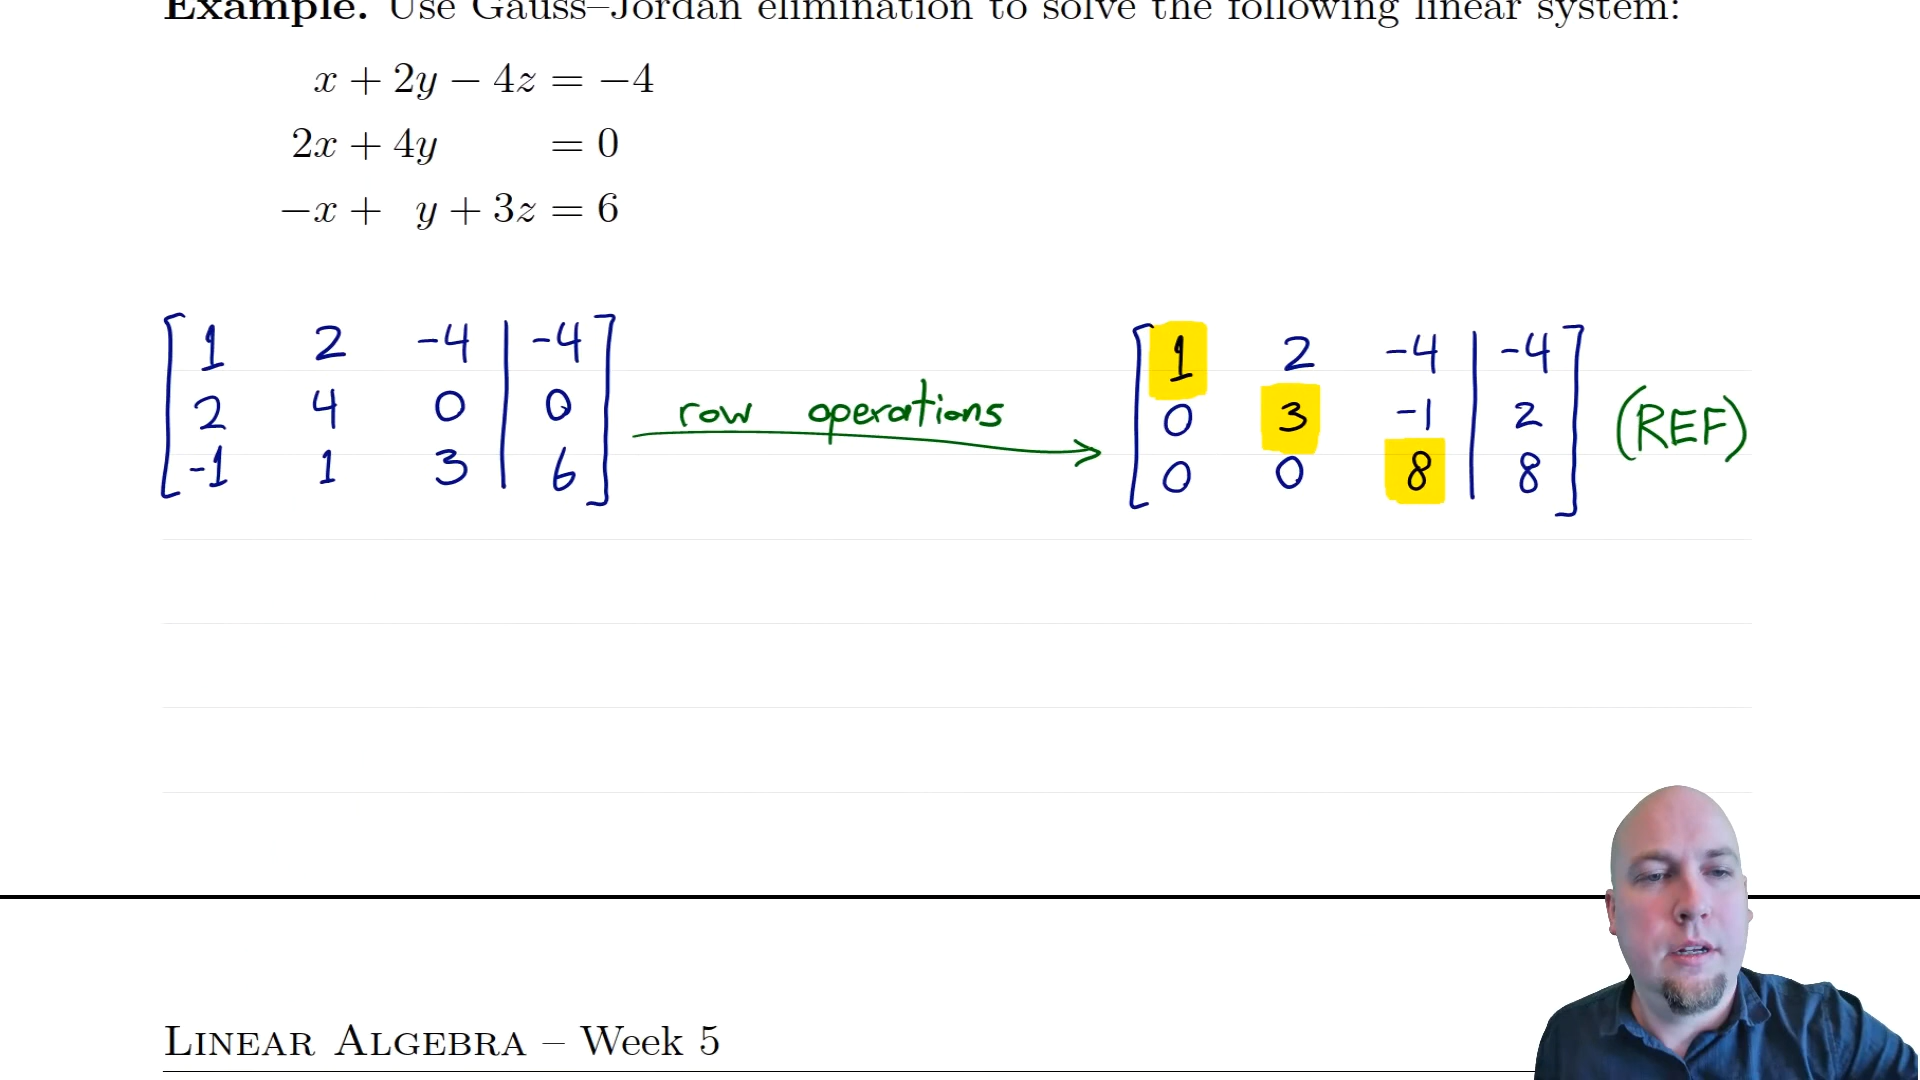 Example. Use Gauss–Jordan elimination to solve the following linear system:
x + 2y − 4z = −4
2x + 4y = 0
−x + y + 3z = 6
1 2 -4 | -4
2 4 0 | 0
-1 1 3 | 6
row operations
1 2 -4 | -4
0 3 -1 | 2
0 0 8 | 8
(REF)
LINEAR ALGEBRA – Week 5